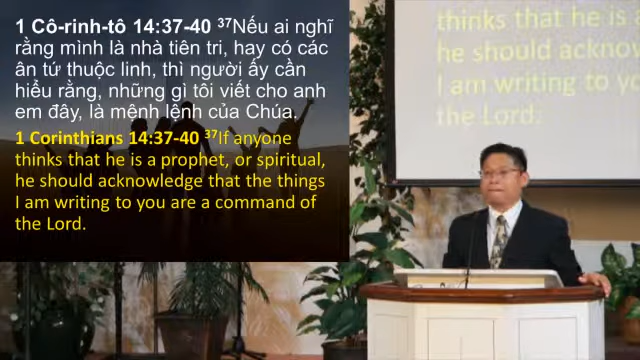 1 Cô-rinh-tô 14:37-40 ³⁷Nếu ai nghĩ
rằng mình là nhà tiên tri, hay có các
ân tứ thuộc linh, thì người ấy cần
hiểu rằng, những gì tôi viết cho anh
em đây, là mệnh lệnh của Chúa.
1 Corinthians 14:37-40 ³⁷If anyone
thinks that he is a prophet, or spiritual,
he should acknowledge that the things
I am writing to you are a command of
the Lord.
thinks that he is
he should acknow
I am writing to yo
the Lord.